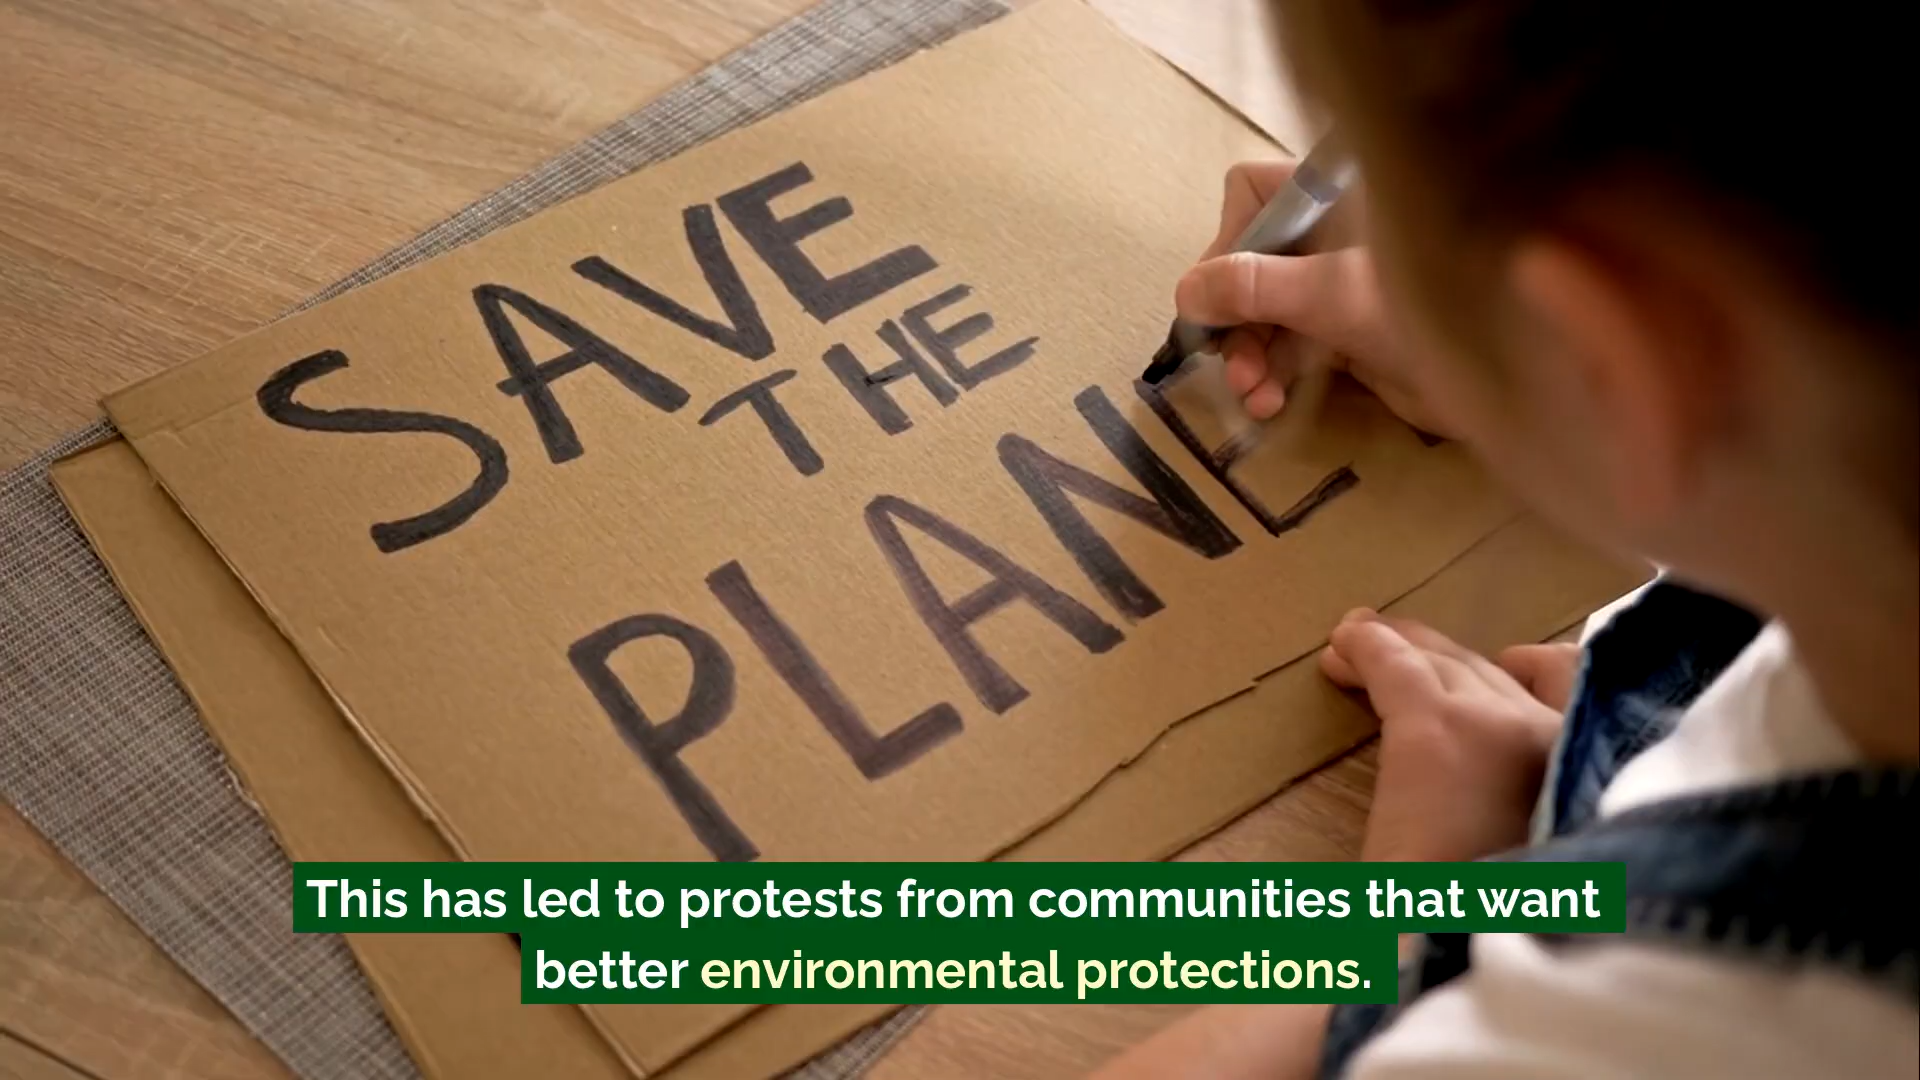 SAVE
THE
PLANE
This has led to protests from communities that want
better environmental protections.